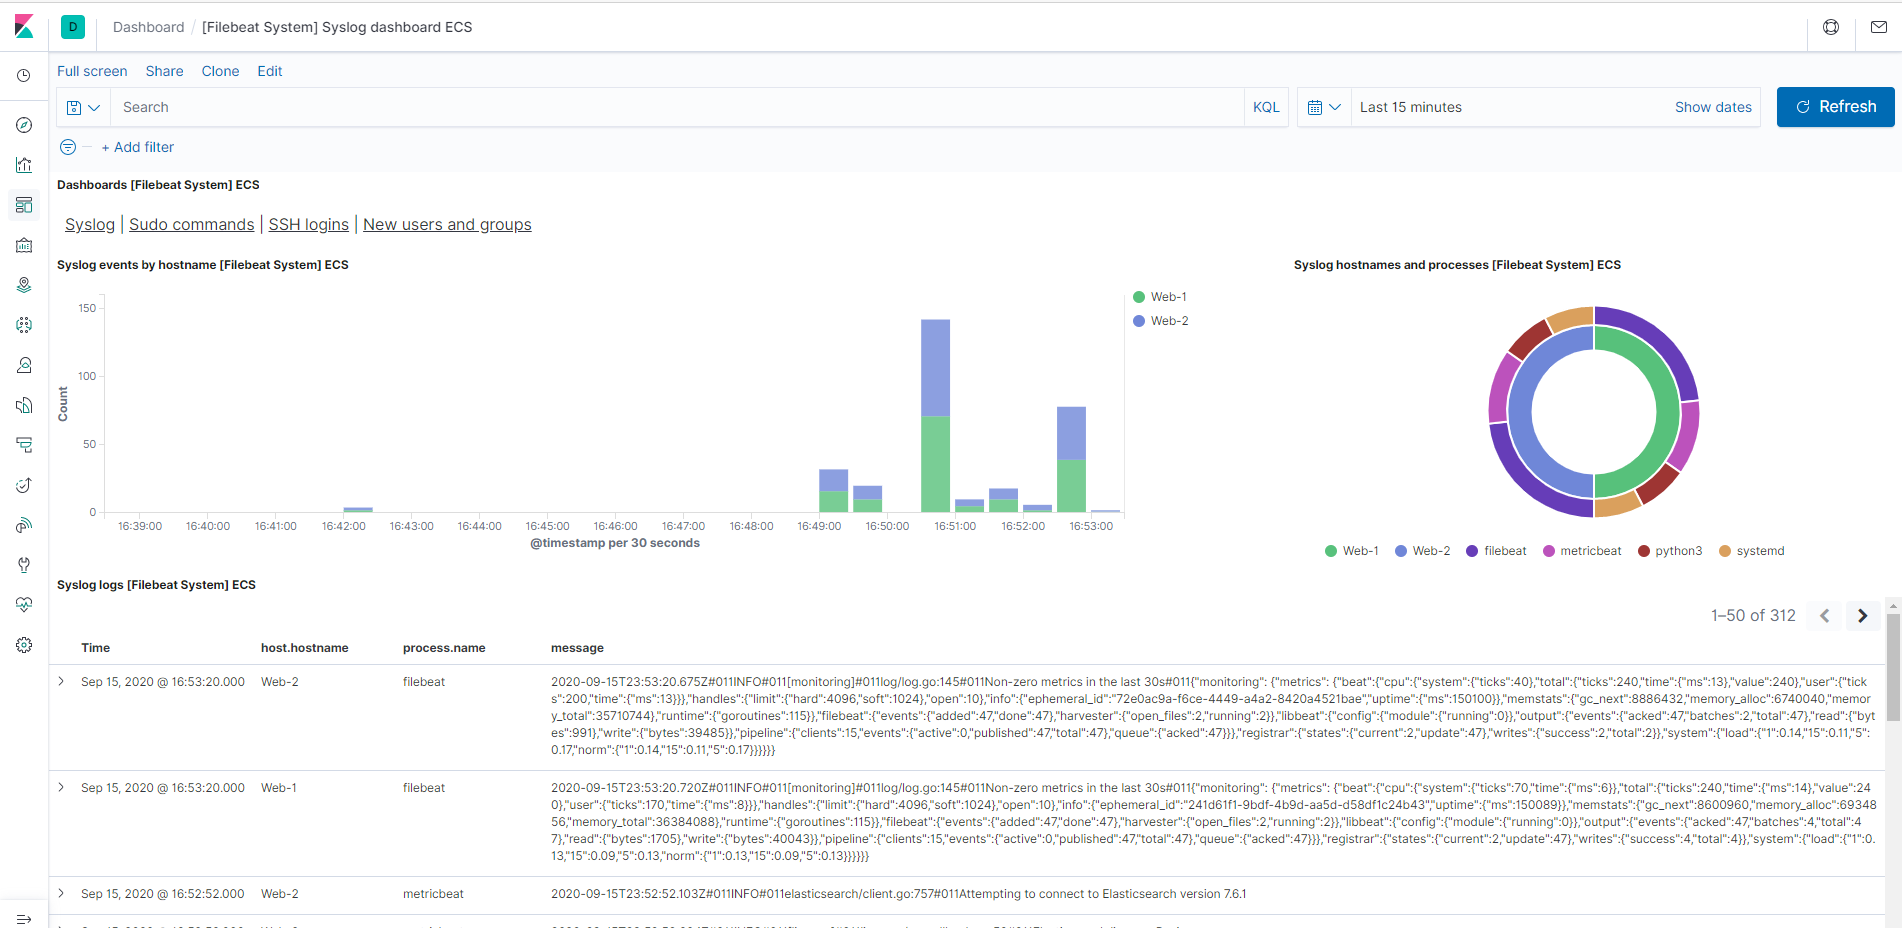 D Dashboard / [Filebeat System] Syslog dashboard ECS
Full screen Share Clone Edit
Search KQL Last 15 minutes Show dates Refresh
+ Add filter
Dashboards [Filebeat System] ECS
Syslog | Sudo commands | SSH logins | New users and groups
Syslog events by hostname [Filebeat System] ECS
150
100
50
0
Count
16:39:00 16:40:00 16:41:00 16:42:00 16:43:00 16:44:00 16:45:00 16:46:00 16:47:00 16:48:00 16:49:00 16:50:00 16:51:00 16:52:00 16:53:00
@timestamp per 30 seconds
Web-1
Web-2
Syslog hostnames and processes [Filebeat System] ECS
Web-1 Web-2 filebeat metricbeat python3 systemd
Syslog logs [Filebeat System] ECS
1–50 of 312
Time host.hostname process.name message
Sep 15, 2020 @ 16:53:20.000 Web-2 filebeat 2020-09-15T23:53:20.675Z#011INFO#011[monitoring]#011log/log.go:145#011Non-zero metrics in the last 30s#011{"monitoring": {"metrics": {"beat":{"cpu":{"system":{"ticks":40},"total":{"ticks":240,"time":{"ms":13},"value":240},"user":{"tick
s":200,"time":{"ms":13}}},"handles":{"limit":{"hard":4096,"soft":1024},"open":10},"info":{"ephemeral_id":"72e0ac9a-f6ce-4449-a4a2-8420a4521bae","uptime":{"ms":150100}},"memstats":{"gc_next":8886432,"memory_alloc":6740040,"memor
y_total":35710744},"runtime":{"goroutines":115}},"filebeat":{"events":{"added":47,"done":47},"harvester":{"open_files":2,"running":2}},"libbeat":{"config":{"module":{"running":0}},"output":{"events":{"acked":47,"batches":2,"total":47},"read":{"byt
es":991},"write":{"bytes":39485}},"pipeline":{"clients":15,"events":{"active":0,"published":47,"total":47},"queue":{"acked":47}}},"registrar":{"states":{"current":2,"update":47},"writes":{"success":2,"total":2}},"system":{"load":{"1":0.14,"15":0.11,"5":
0.17,"norm":{"1":0.14,"15":0.11,"5":0.17}}}}}}
Sep 15, 2020 @ 16:53:20.000 Web-1 filebeat 2020-09-15T23:53:20.720Z#011INFO#011[monitoring]#011log/log.go:145#011Non-zero metrics in the last 30s#011{"monitoring": {"metrics": {"beat":{"cpu":{"system":{"ticks":70,"time":{"ms":6}},"total":{"ticks":240,"time":{"ms":14},"value":24
0},"user":{"ticks":170,"time":{"ms":8}}},"handles":{"limit":{"hard":4096,"soft":1024},"open":10},"info":{"ephemeral_id":"241d61f1-9bdf-4b9d-aa5d-d58df1c24b43","uptime":{"ms":150089}},"memstats":{"gc_next":8600960,"memory_alloc":69348
56,"memory_total":36384088},"runtime":{"goroutines":115}},"filebeat":{"events":{"added":47,"done":47},"harvester":{"open_files":2,"running":2}},"libbeat":{"config":{"module":{"running":0}},"output":{"events":{"acked":47,"batches":4,"total":4
7},"read":{"bytes":1705},"write":{"bytes":40043}},"pipeline":{"clients":15,"events":{"active":0,"published":47,"total":47},"queue":{"acked":47}}},"registrar":{"states":{"current":2,"update":47},"writes":{"success":4,"total":4}},"system":{"load":{"1":0.
13,"15":0.09,"5":0.13,"norm":{"1":0.13,"15":0.09,"5":0.13}}}}}}
Sep 15, 2020 @ 16:52:52.000 Web-2 metricbeat 2020-09-15T23:52:52.103Z#011INFO#011elasticsearch/client.go:757#011Attempting to connect to Elasticsearch version 7.6.1